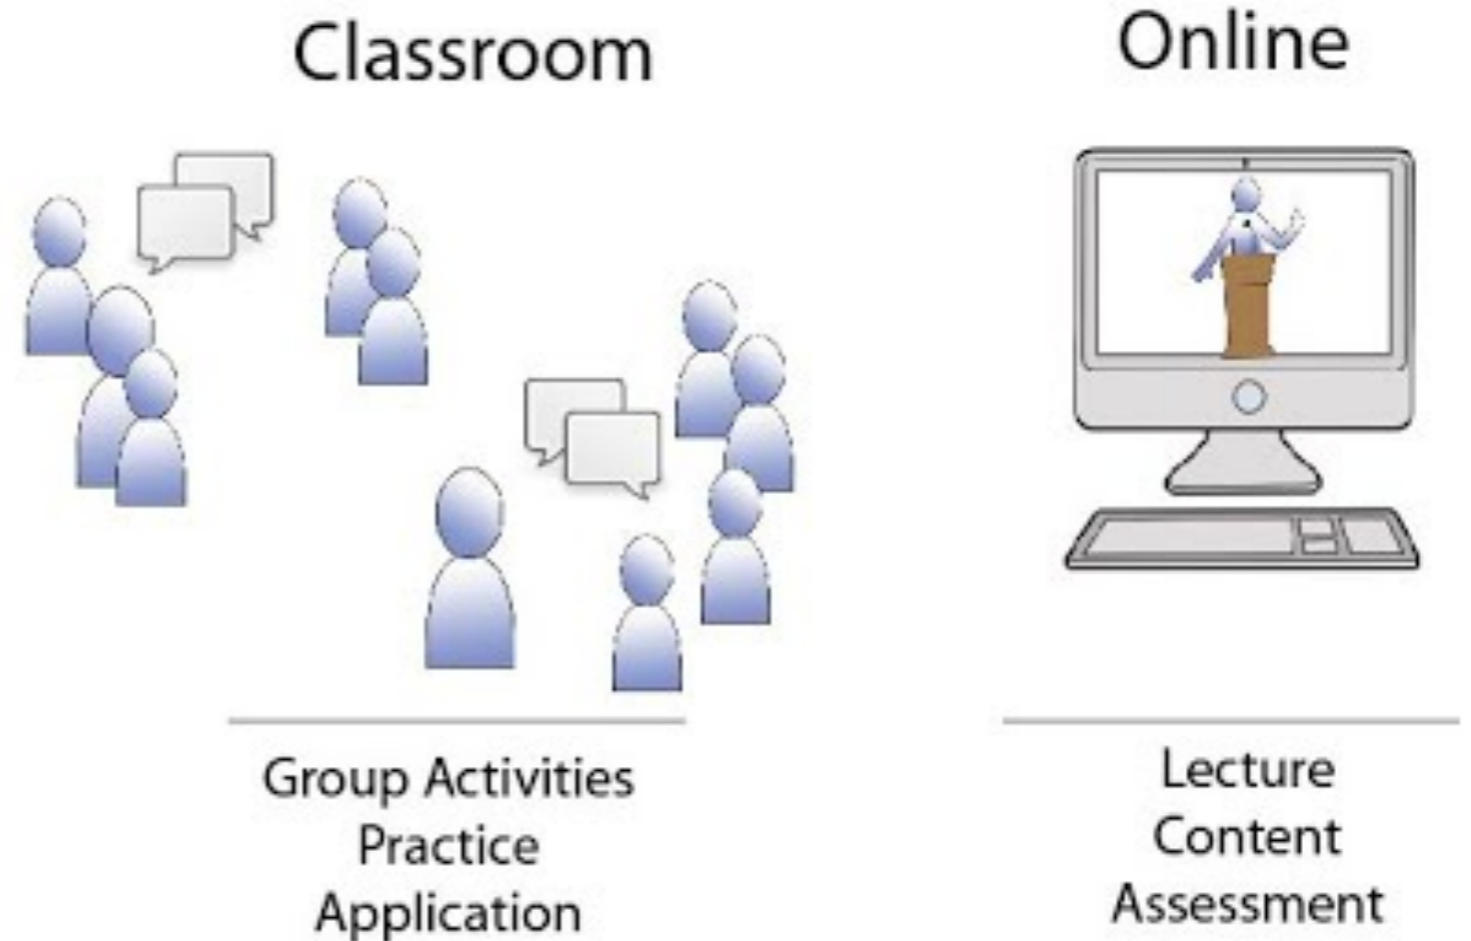 Classroom
Online
Group Activities
Practice
Application
Lecture
Content
Assessment